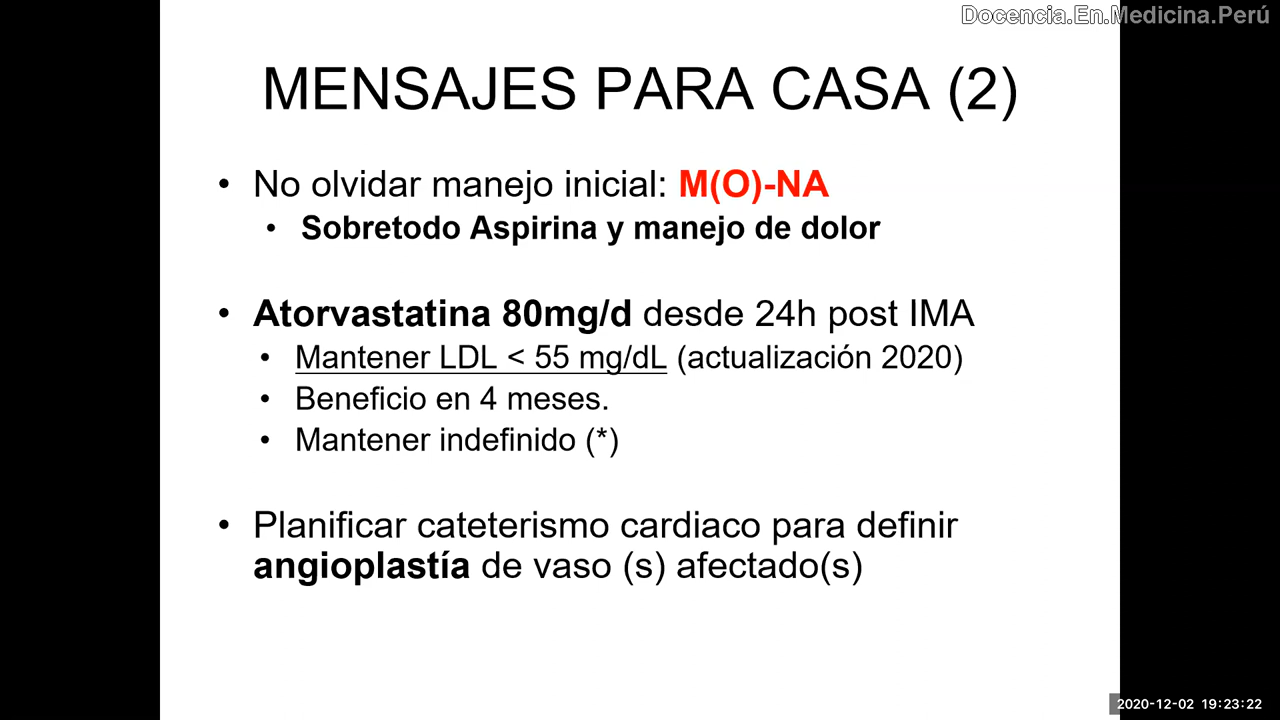 Docencia.En.Medicina.Perú
MENSAJES PARA CASA (2)
• No olvidar manejo inicial: M(O)-NA
• Sobretodo Aspirina y manejo de dolor
• Atorvastatina 80mg/d desde 24h post IMA
• Mantener LDL < 55 mg/dL (actualización 2020)
• Beneficio en 4 meses.
• Mantener indefinido (*)
• Planificar cateterismo cardiaco para definir
angioplastía de vaso (s) afectado(s)
2020-12-02 19:23:22